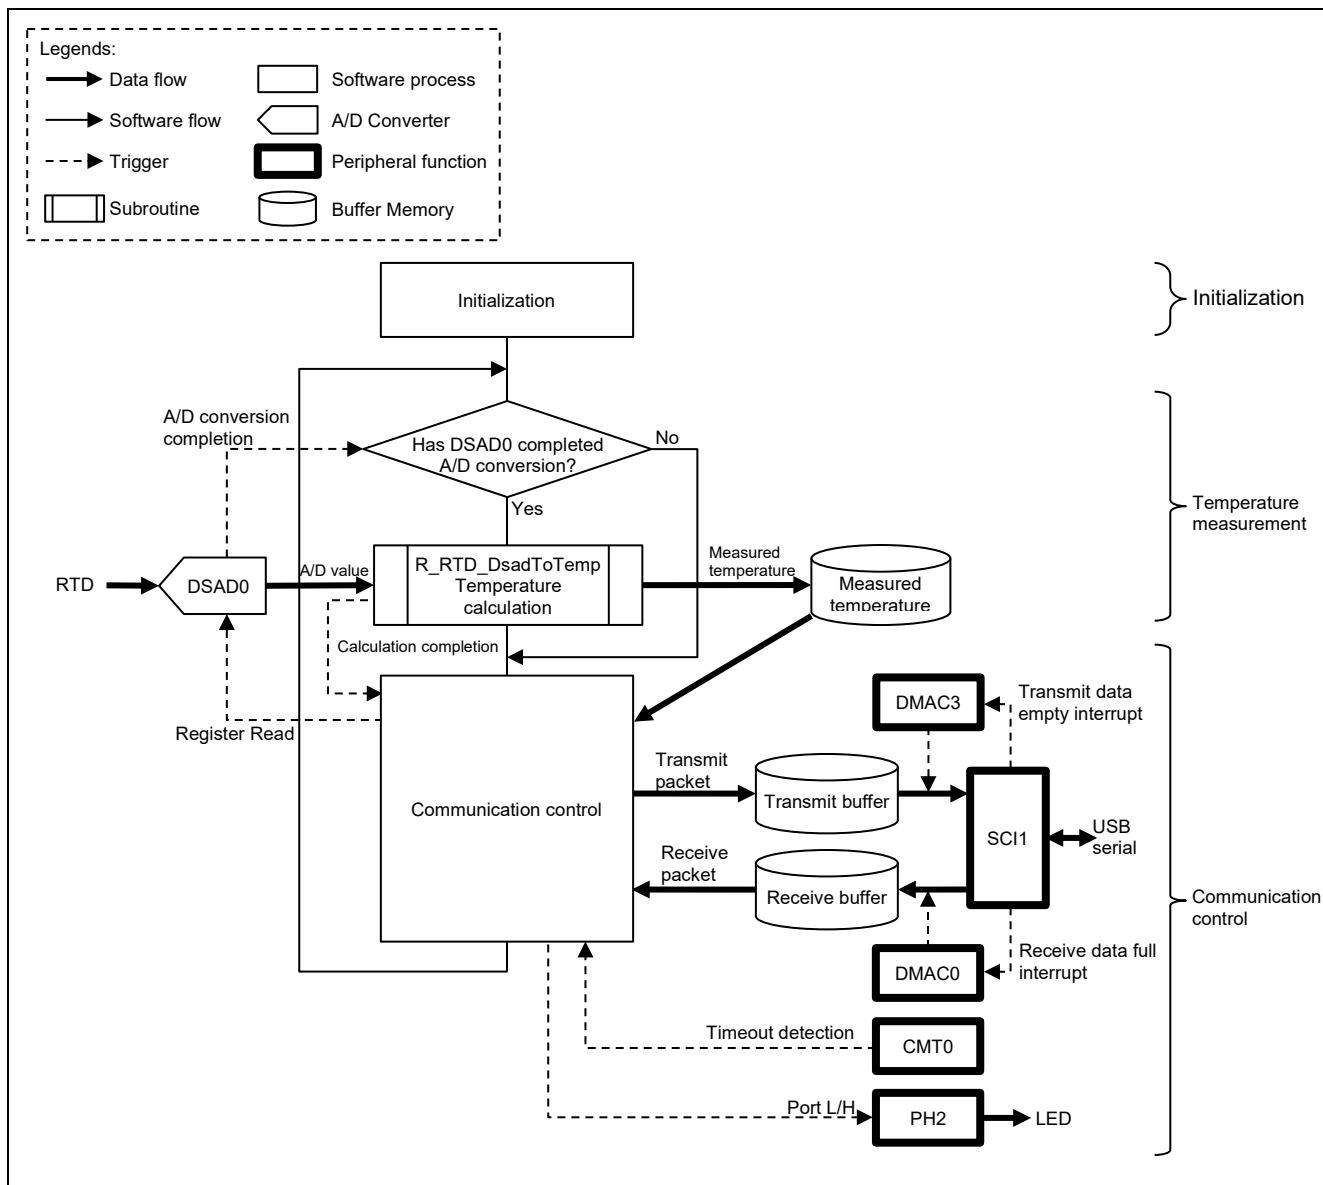 Legends:
Data flow
Software process
Software flow
A/D Converter
Trigger
Peripheral function
Subroutine
Buffer Memory
Initialization
Initialization
A/D conversion
completion
Has DSAD0 completed
A/D conversion?
No
Yes
Temperature
measurement
RTD
DSAD0
A/D value
R_RTD_DsadToTemp
Temperature
calculation
Measured
temperature
Measured
temperature
Calculation completion
Register Read
Communication control
DMAC3
Transmit data
empty interrupt
Transmit
packet
Transmit buffer
SCI1
USB
serial
Receive
packet
Receive buffer
Communication
control
DMAC0
Receive data full
interrupt
Timeout detection
CMT0
Port L/H
PH2
LED